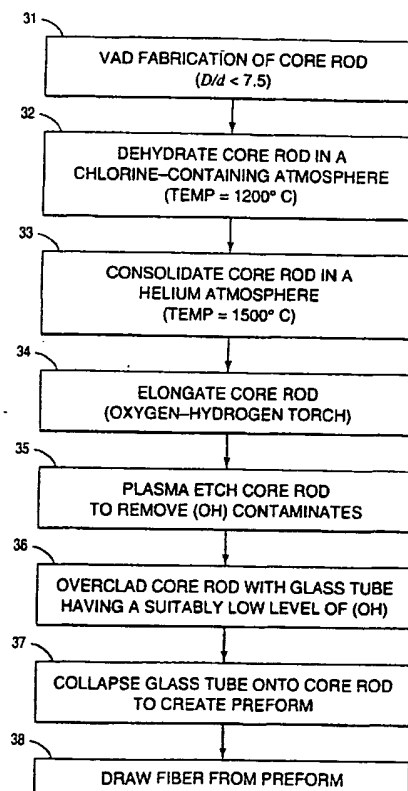 31
VAD FABRICATION OF CORE ROD
(D/d < 7.5)
32
DEHYDRATE CORE ROD IN A
CHLORINE–CONTAINING ATMOSPHERE
(TEMP = 1200° C)
33
CONSOLIDATE CORE ROD IN A
HELIUM ATMOSPHERE
(TEMP = 1500° C)
34
ELONGATE CORE ROD
(OXYGEN–HYDROGEN TORCH)
35
PLASMA ETCH CORE ROD
TO REMOVE (OH) CONTAMINATES
36
OVERCLAD CORE ROD WITH GLASS TUBE
HAVING A SUITABLY LOW LEVEL OF (OH)
37
COLLAPSE GLASS TUBE ONTO CORE ROD
TO CREATE PREFORM
38
DRAW FIBER FROM PREFORM